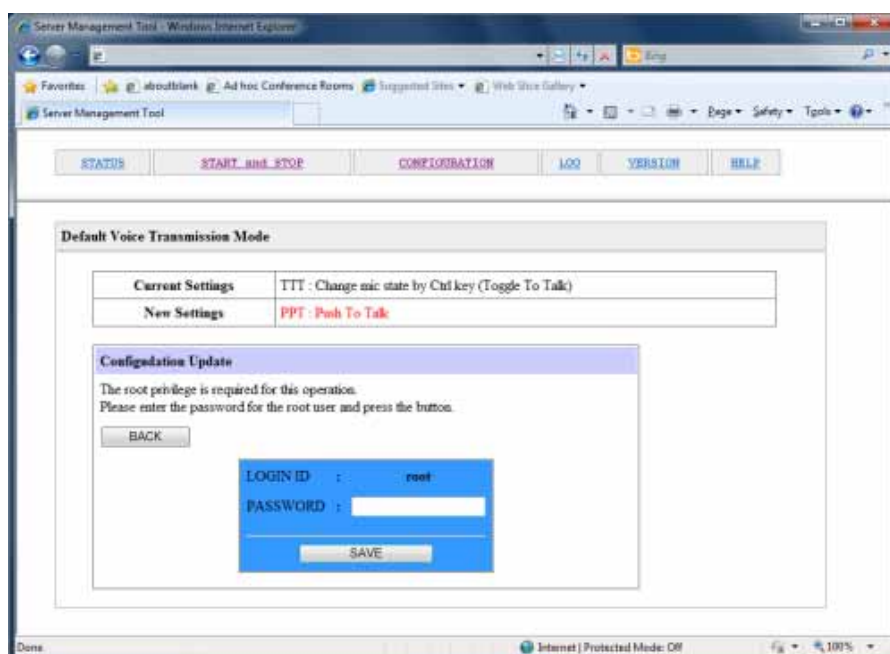 Server Management Tool - Windows Internet Explorer
Bing
Favorites about:blank Ad hoc Conference Rooms Suggested Sites Web Slice Gallery
Server Management Tool Page Safety Tools
STATUS START and STOP CONFIGURATION LOG VERSION HELP
Default Voice Transmission Mode
Current Settings TTT : Change mic state by Ctrl key (Toggle To Talk)
New Settings PPT : Push To Talk
Configudation Update
The root privilege is required for this operation.
Please enter the password for the root user and press the button.
BACK
LOGIN ID : root
PASSWORD :
SAVE
Done Internet | Protected Mode: Off 100%